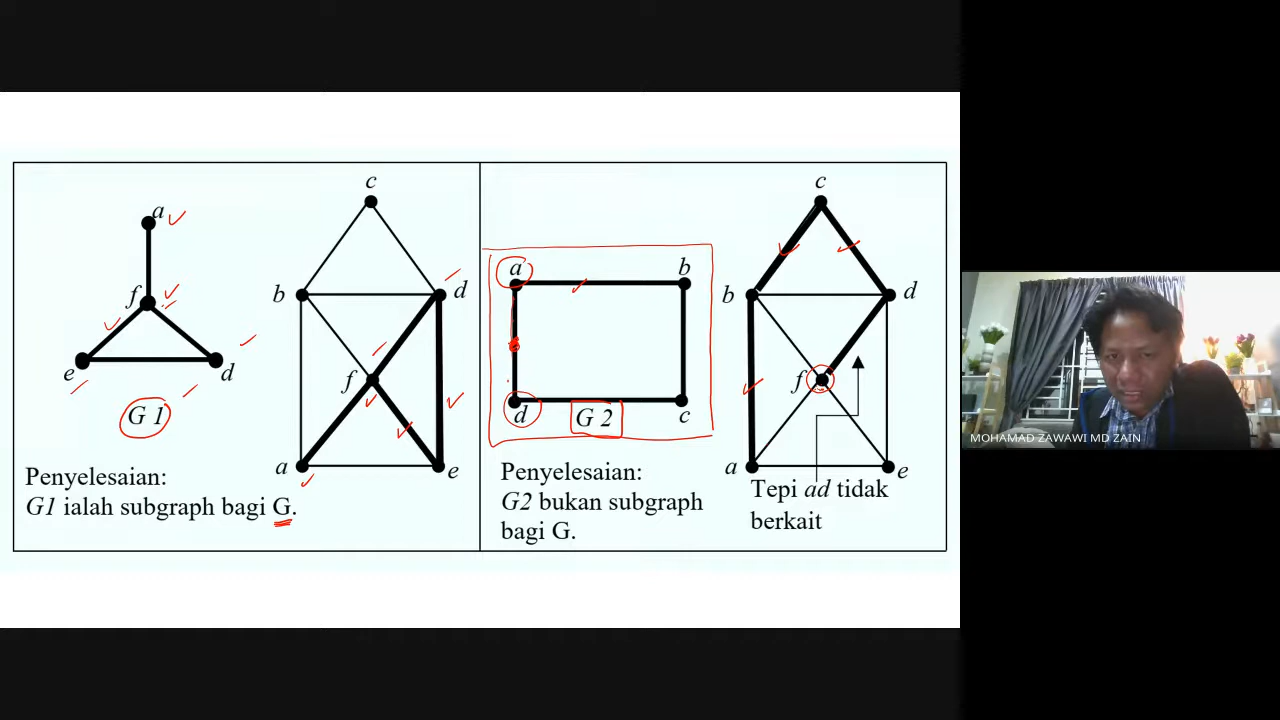 a
f
e
d
G 1
c
b
d
f
a
e
Penyelesaian:
G1 ialah subgraph bagi G.
a
b
d
G 2
c
c
b
d
f
a
e
Penyelesaian:
G2 bukan subgraph
bagi G.
Tepi ad tidak
berkait
MOHAMAD ZAWAWI MD ZAIN